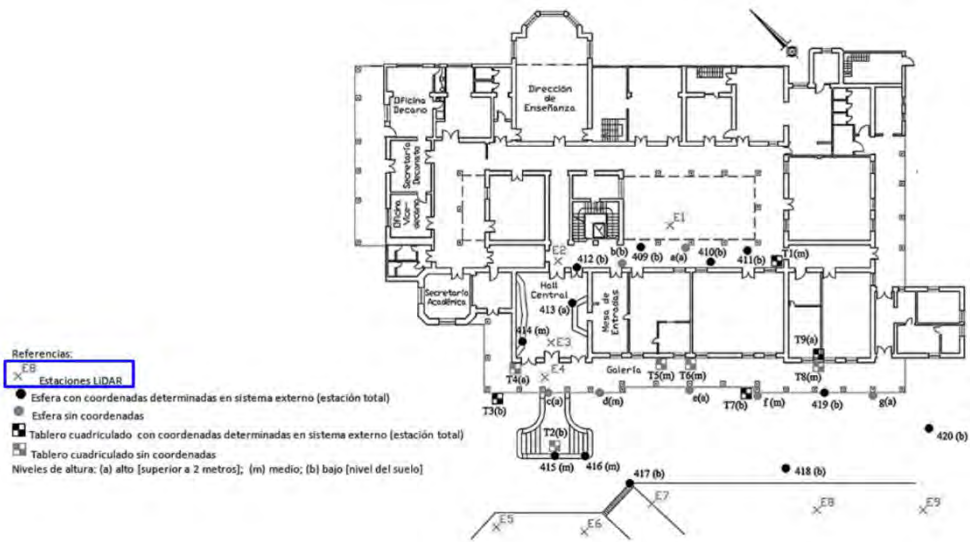 Dirección
de
Enseñanza
Oficina
Decano
Secretaría
Decanato
Oficina
Vice-
decano
Secretaría
Académica
E1
E2
b(b)
409 (b)
a(a)
410(b)
411(b)
T1(m)
412 (b)
Hall
Central
413 (a)
Mesa de
Entradas
414 (m)
E3
T9(a)
T4(a)
E4
Galería
T5(m)
T6(m)
T8(m)
T3(b)
c(a)
d(m)
e(a)
T7(b)
f(m)
419 (b)
g(a)
T2(b)
415 (m)
416 (m)
420 (b)
417 (b)
418 (b)
E5
E6
E7
E8
E9
Referencias:
E8
Estaciones LiDAR
Esfera con coordenadas determinadas en sistema externo (estación total)
Esfera sin coordenadas
Tablero cuadriculado con coordenadas determinadas en sistema externo (estación total)
Tablero cuadriculado sin coordenadas
Niveles de altura: (a) alto [superior a 2 metros]; (m) medio; (b) bajo [nivel del suelo]